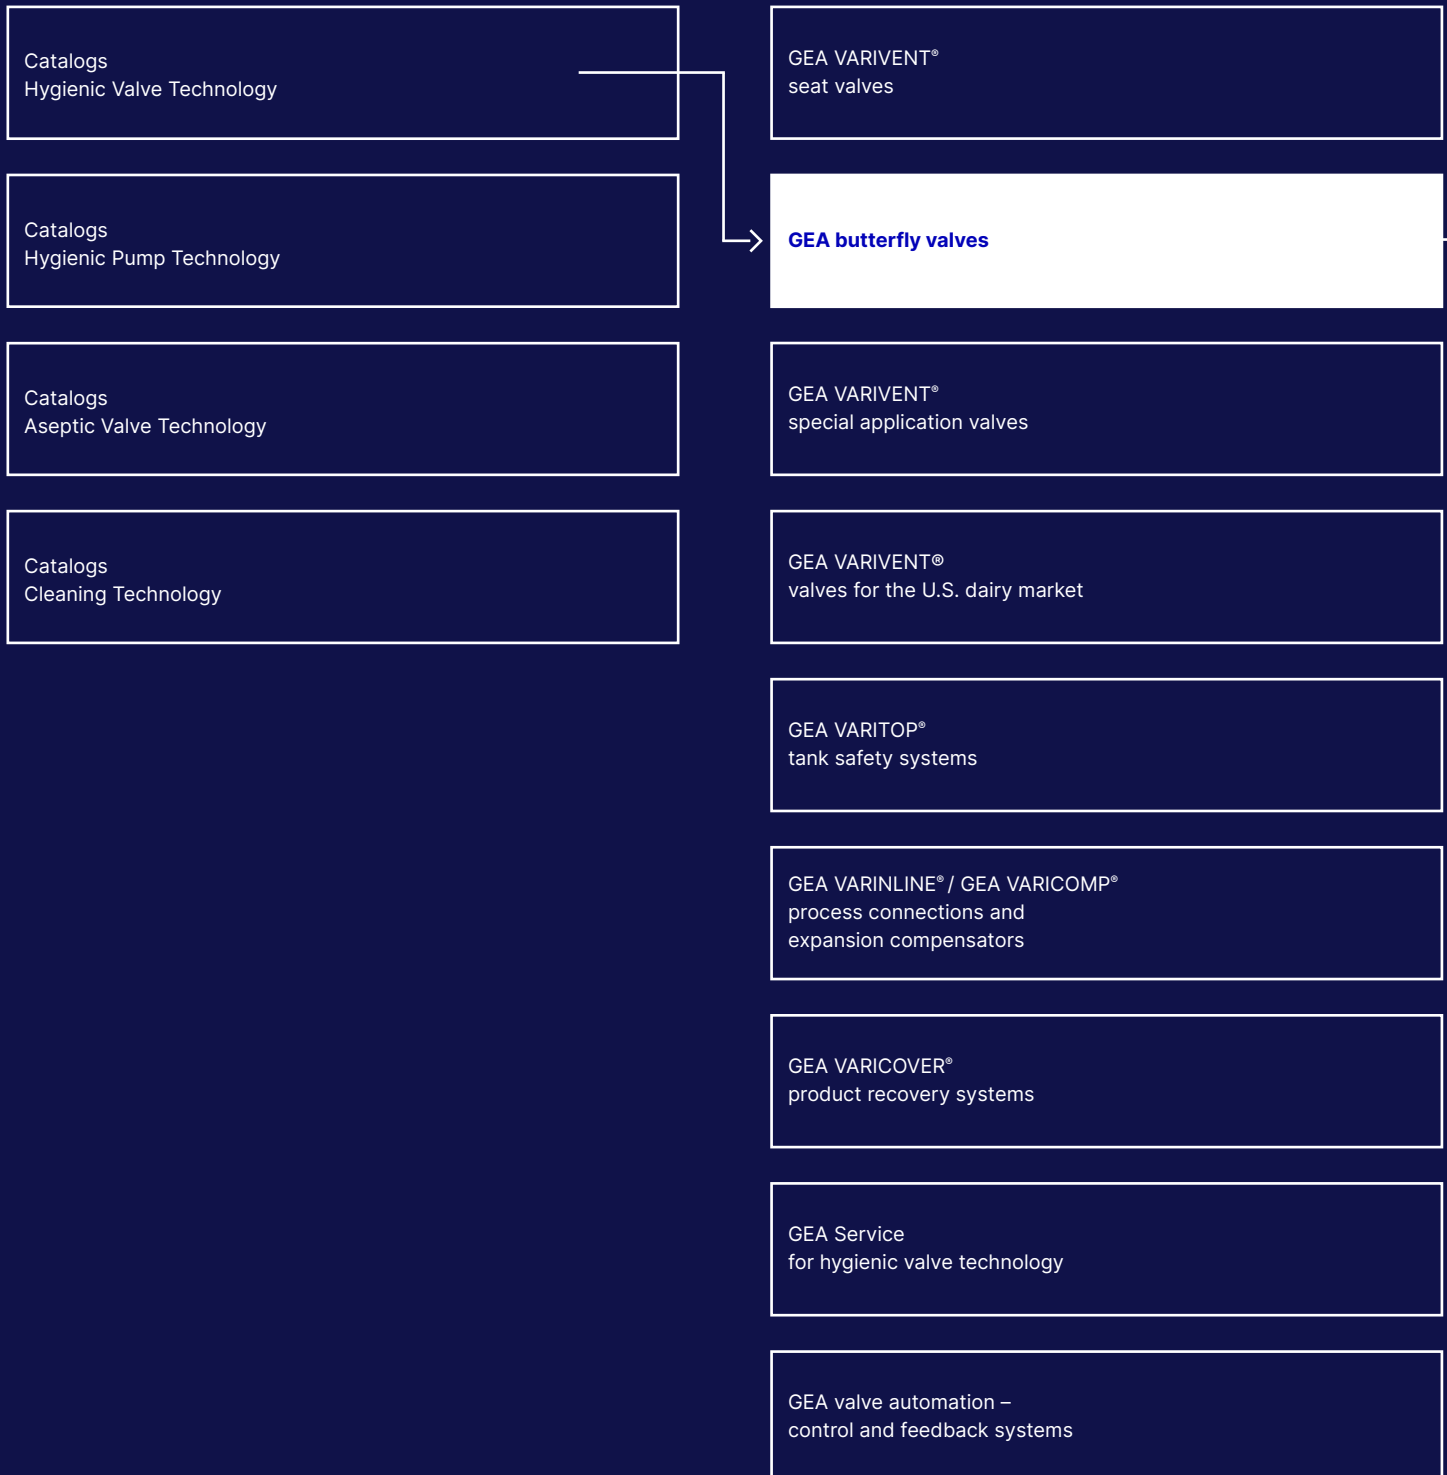 Catalogs
Hygienic Valve Technology
Catalogs
Hygienic Pump Technology
Catalogs
Aseptic Valve Technology
Catalogs
Cleaning Technology
GEA VARIVENT®
seat valves
GEA butterfly valves
GEA VARIVENT®
special application valves
GEA VARIVENT®
valves for the U.S. dairy market
GEA VARITOP®
tank safety systems
GEA VARINLINE® / GEA VARICOMP®
process connections and
expansion compensators
GEA VARICOVER®
product recovery systems
GEA Service
for hygienic valve technology
GEA valve automation –
control and feedback systems